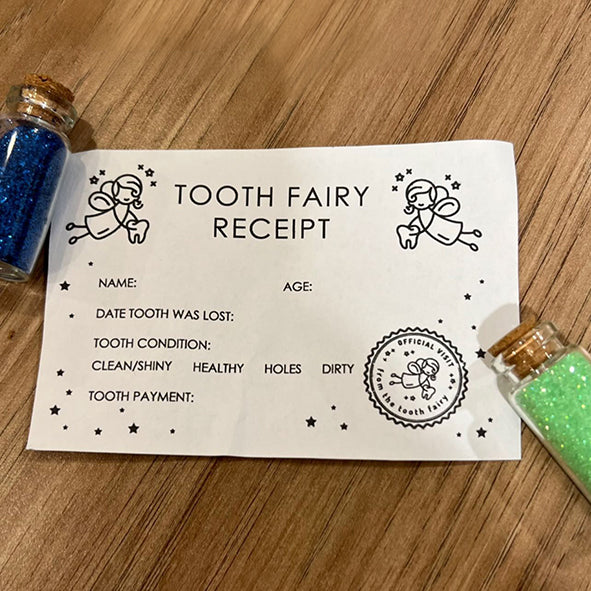 TOOTH FAIRY
RECEIPT
NAME: AGE:
DATE TOOTH WAS LOST:
TOOTH CONDITION:
CLEAN/SHINY HEALTHY HOLES DIRTY
TOOTH PAYMENT:
OFFICIAL VISIT
from the tooth fairy